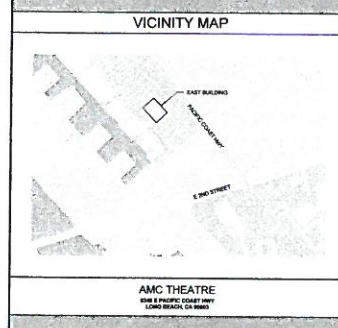 VICINITY MAP
EAST BUILDING
PACIFIC COAST HWY
E 2ND STREET
AMC THEATRE
E PACIFIC COAST HWY
LONG BEACH, CA